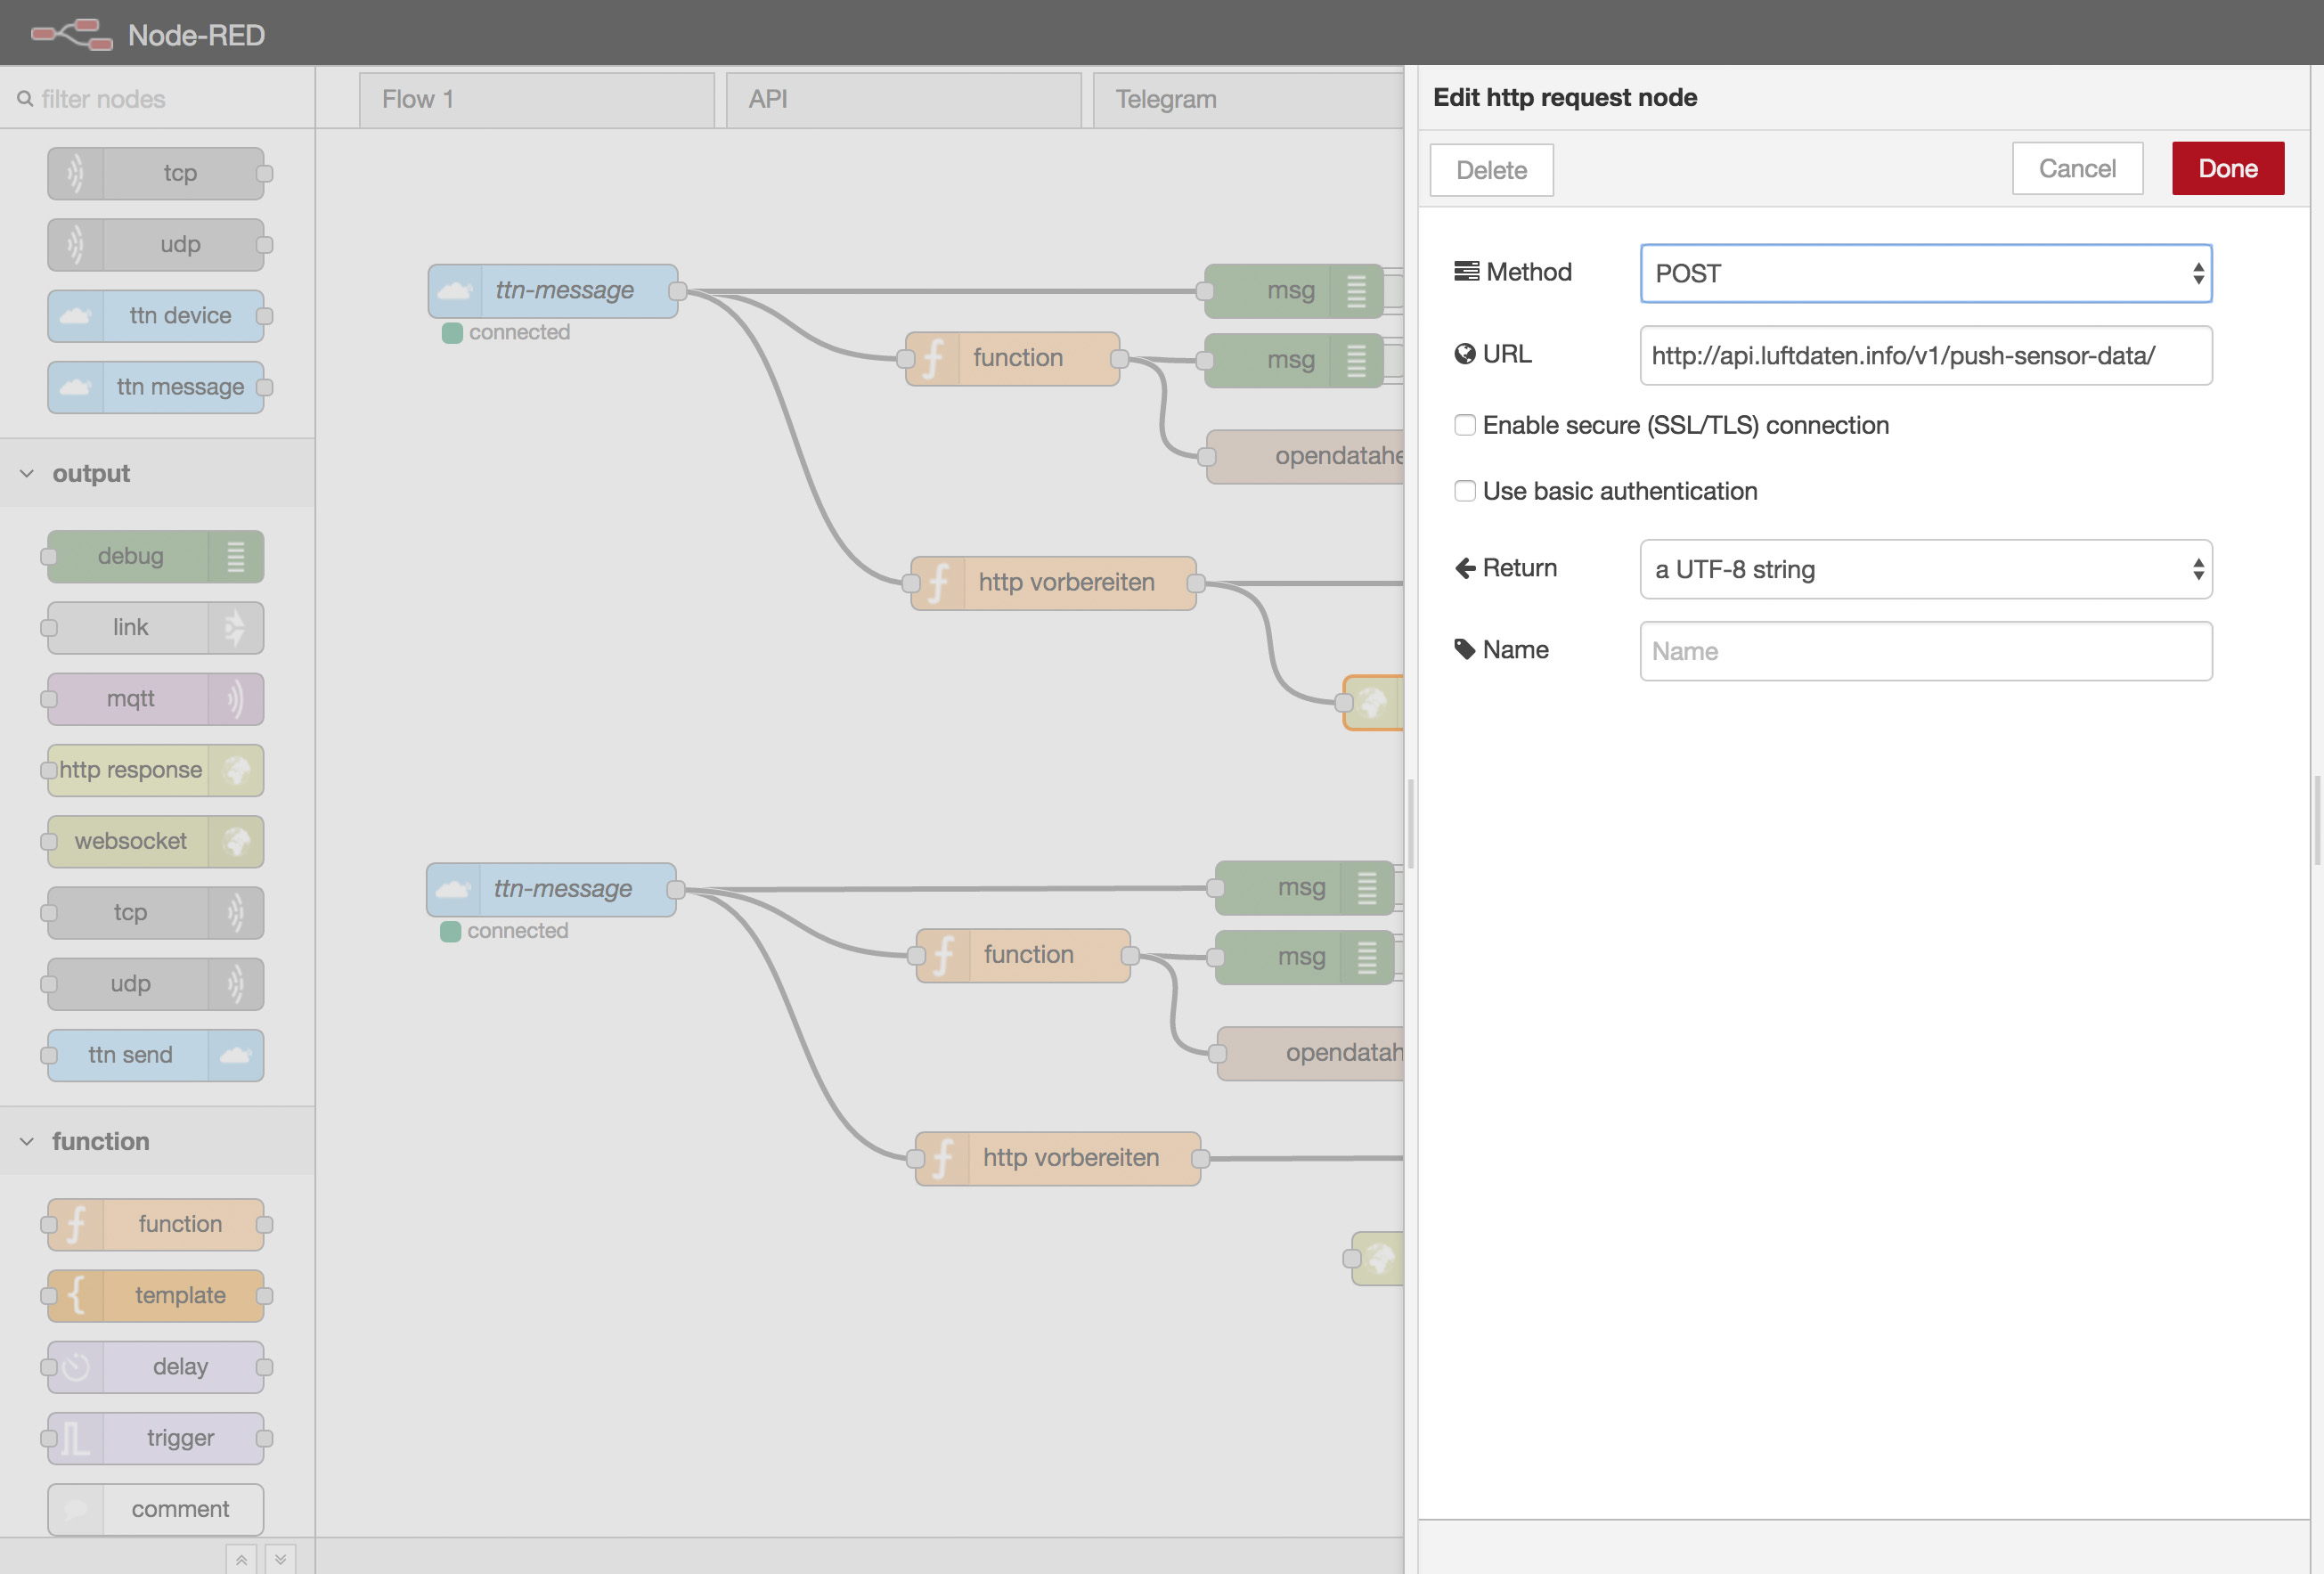 Node-RED
filter nodes
Flow 1
API
Telegram
tcp
udp
ttn device
ttn message
output
debug
link
mqtt
http response
websocket
tcp
udp
ttn send
function
function
template
delay
trigger
comment
ttn-message
connected
msg
function
msg
http vorbereiten
ttn-message
connected
msg
function
msg
http vorbereiten
Edit http request node
Delete
Cancel
Done
Method
POST
URL
http://api.luftdaten.info/v1/push-sensor-data/
Enable secure (SSL/TLS) connection
Use basic authentication
Return
a UTF-8 string
Name
Name